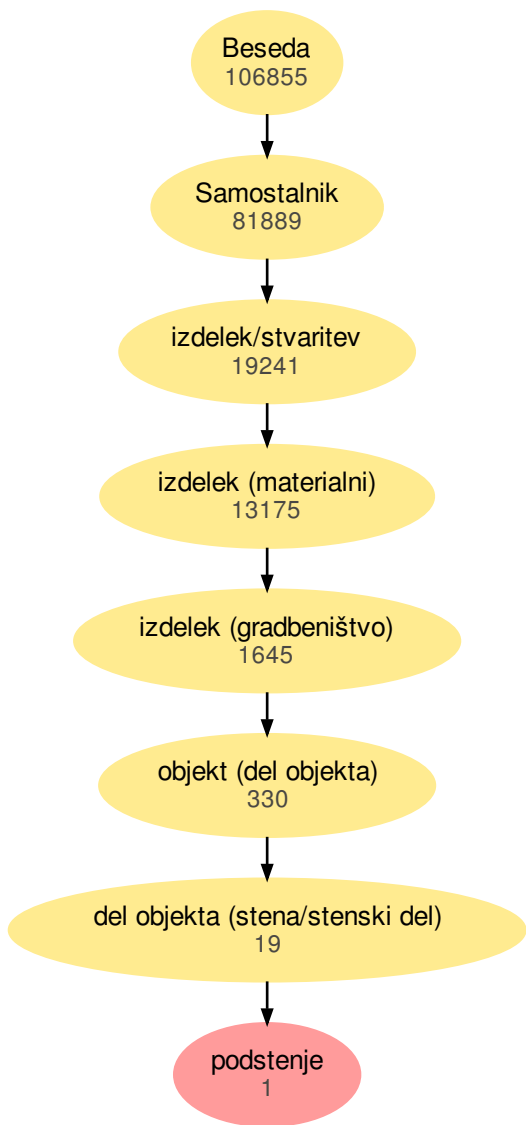 Beseda
106855
Samostalnik
81889
izdelek/stvaritev
19241
izdelek (materialni)
13175
izdelek (gradbeništvo)
1645
objekt (del objekta)
330
del objekta (stena/stenski del)
19
podstenje
1